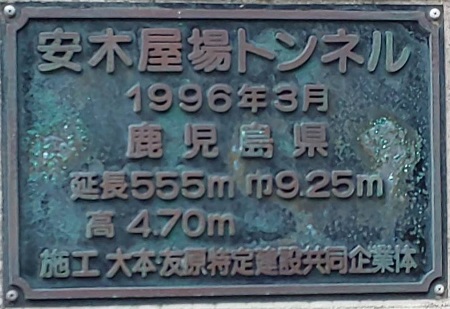 安木屋場トンネル
1996年3月
鹿児島県
延長555m 巾9.25m
高 4.70m
施工 大本・友原特定建設共同企業体